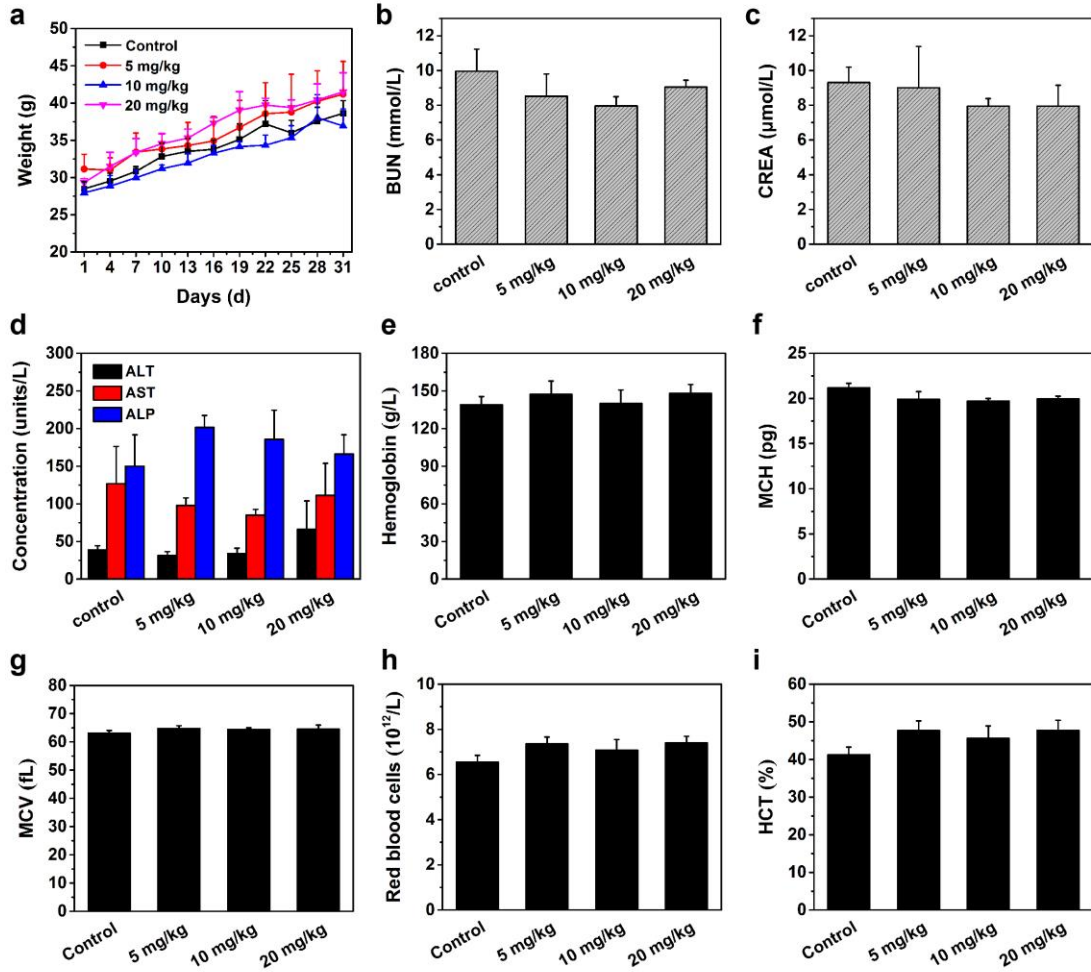 a
Weight (g)
50
45
40
35
30
25
20
Control
5 mg/kg
10 mg/kg
20 mg/kg
1 4 7 10 13 16 19 22 25 28 31
Days (d)
b
BUN (mmol/L)
12
10
8
6
4
2
0
control 5 mg/kg 10 mg/kg 20 mg/kg
c
CREA (μmol/L)
12
10
8
6
4
2
0
control 5 mg/kg 10 mg/kg 20 mg/kg
d
Concentration (units/L)
300
250
200
150
100
50
0
ALT
AST
ALP
control 5 mg/kg 10 mg/kg 20 mg/kg
e
Hemoglobin (g/L)
180
150
120
90
60
30
0
Control 5 mg/kg 10 mg/kg 20 mg/kg
f
MCH (pg)
25
20
15
10
5
0
Control 5 mg/kg 10 mg/kg 20 mg/kg
g
MCV (fL)
80
70
60
50
40
30
20
10
0
Control 5 mg/kg 10 mg/kg 20 mg/kg
h
Red blood cells (10¹²/L)
10
8
6
4
2
0
Control 5 mg/kg 10 mg/kg 20 mg/kg
i
HCT (%)
60
50
40
30
20
10
0
Control 5 mg/kg 10 mg/kg 20 mg/kg